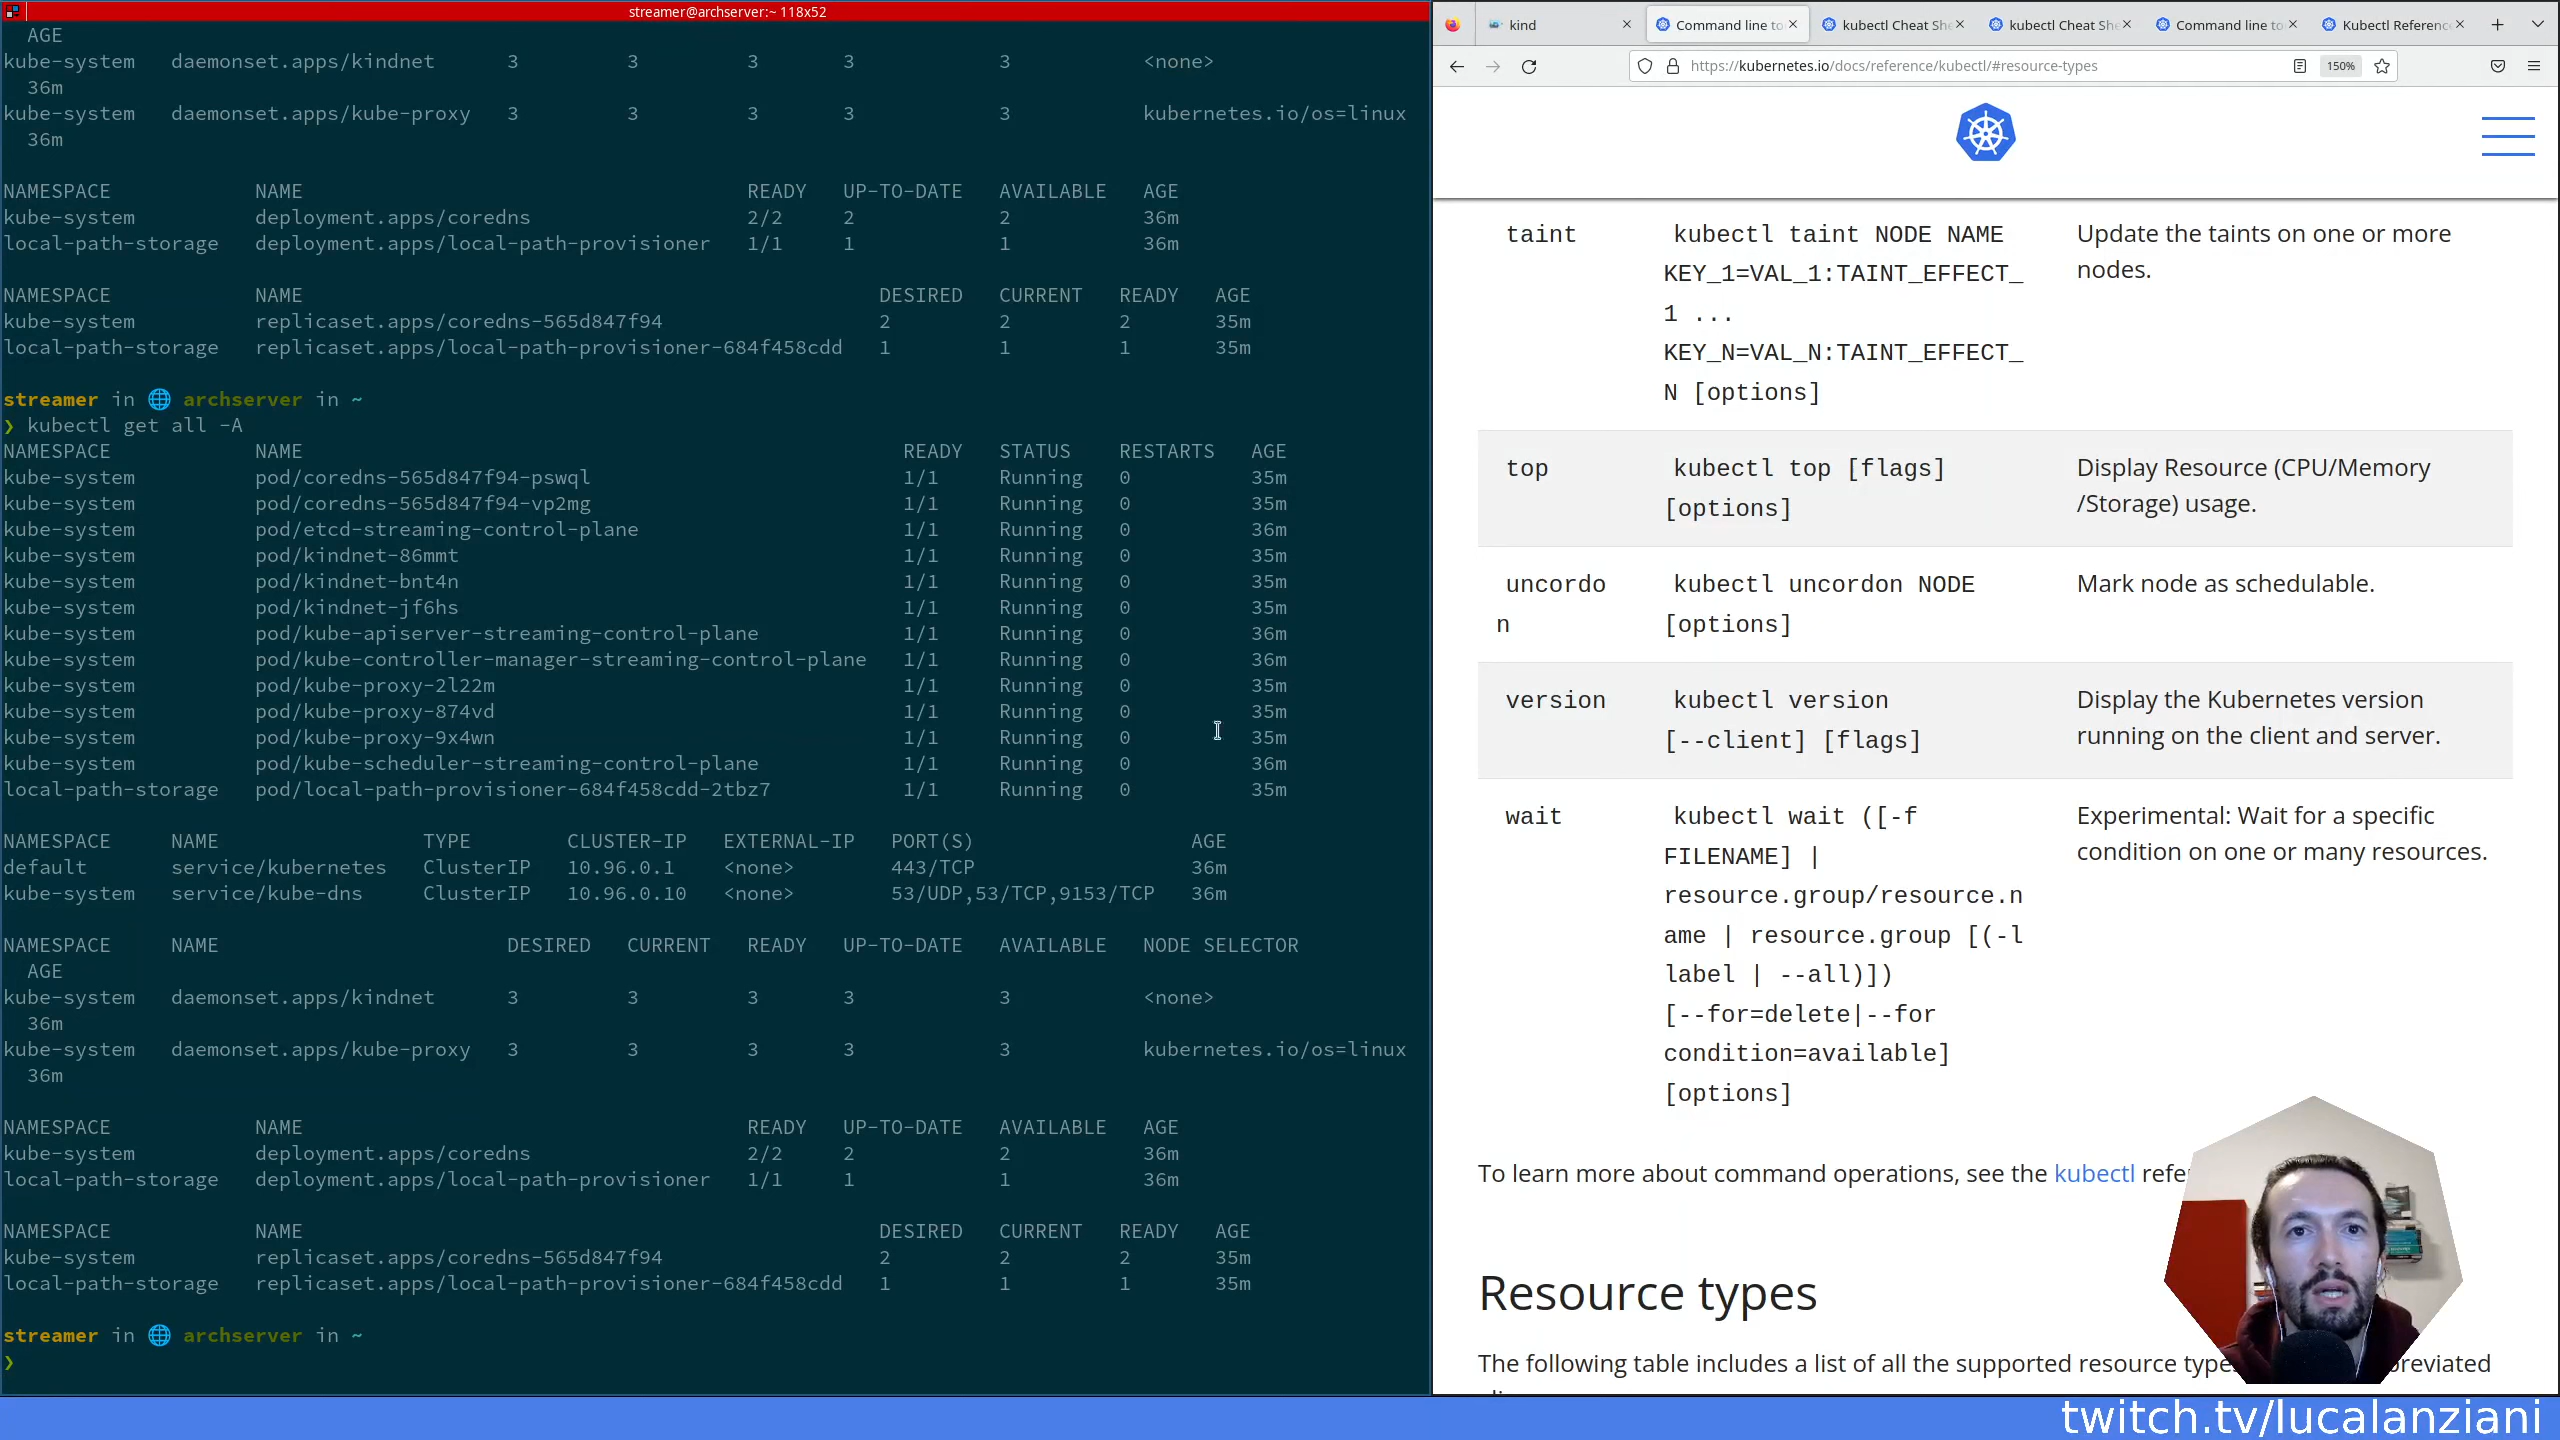 streamer@archserver:~ 118x52
AGE
kube-system daemonset.apps/kindnet 3 3 3 3 3 <none>
36m
kube-system daemonset.apps/kube-proxy 3 3 3 3 3 kubernetes.io/os=linux
36m
NAMESPACE NAME READY UP-TO-DATE AVAILABLE AGE
kube-system deployment.apps/coredns 2/2 2 2 36m
local-path-storage deployment.apps/local-path-provisioner 1/1 1 1 36m
NAMESPACE NAME DESIRED CURRENT READY AGE
kube-system replicaset.apps/coredns-565d847f94 2 2 2 35m
local-path-storage replicaset.apps/local-path-provisioner-684f458cdd 1 1 1 35m
streamer in 🌐 archserver in ~
❯ kubectl get all -A
NAMESPACE NAME READY STATUS RESTARTS AGE
kube-system pod/coredns-565d847f94-pswql 1/1 Running 0 35m
kube-system pod/coredns-565d847f94-vp2mg 1/1 Running 0 35m
kube-system pod/etcd-streaming-control-plane 1/1 Running 0 36m
kube-system pod/kindnet-86mmt 1/1 Running 0 35m
kube-system pod/kindnet-bnt4n 1/1 Running 0 35m
kube-system pod/kindnet-jf6hs 1/1 Running 0 35m
kube-system pod/kube-apiserver-streaming-control-plane 1/1 Running 0 36m
kube-system pod/kube-controller-manager-streaming-control-plane 1/1 Running 0 36m
kube-system pod/kube-proxy-2l22m 1/1 Running 0 35m
kube-system pod/kube-proxy-874vd 1/1 Running 0 35m
kube-system pod/kube-proxy-9x4wn 1/1 Running 0 35m
kube-system pod/kube-scheduler-streaming-control-plane 1/1 Running 0 36m
local-path-storage pod/local-path-provisioner-684f458cdd-2tbz7 1/1 Running 0 35m
NAMESPACE NAME TYPE CLUSTER-IP EXTERNAL-IP PORT(S) AGE
default service/kubernetes ClusterIP 10.96.0.1 <none> 443/TCP 36m
kube-system service/kube-dns ClusterIP 10.96.0.10 <none> 53/UDP,53/TCP,9153/TCP 36m
NAMESPACE NAME DESIRED CURRENT READY UP-TO-DATE AVAILABLE NODE SELECTOR
AGE
kube-system daemonset.apps/kindnet 3 3 3 3 3 <none>
36m
kube-system daemonset.apps/kube-proxy 3 3 3 3 3 kubernetes.io/os=linux
36m
NAMESPACE NAME READY UP-TO-DATE AVAILABLE AGE
kube-system deployment.apps/coredns 2/2 2 2 36m
local-path-storage deployment.apps/local-path-provisioner 1/1 1 1 36m
NAMESPACE NAME DESIRED CURRENT READY AGE
kube-system replicaset.apps/coredns-565d847f94 2 2 2 35m
local-path-storage replicaset.apps/local-path-provisioner-684f458cdd 1 1 1 35m
streamer in 🌐 archserver in ~
❯
kind Command line to kubectl Cheat She kubectl Cheat She Command line to Kubectl Referenc
https://kubernetes.io/docs/reference/kubectl/#resource-types 150%
taint kubectl taint NODE NAME Update the taints on one or more
KEY_1=VAL_1:TAINT_EFFECT_ nodes.
1 ...
KEY_N=VAL_N:TAINT_EFFECT_
N [options]
top kubectl top [flags] Display Resource (CPU/Memory
[options] /Storage) usage.
uncordo kubectl uncordon NODE Mark node as schedulable.
n [options]
version kubectl version Display the Kubernetes version
[--client] [flags] running on the client and server.
wait kubectl wait ([-f Experimental: Wait for a specific
FILENAME] | condition on one or many resources.
resource.group/resource.n
ame | resource.group [(-l
label | --all)])
[--for=delete|--for
condition=available]
[options]
To learn more about command operations, see the kubectl refe
Resource types
The following table includes a list of all the supported resource type breviated
twitch.tv/lucalanziani